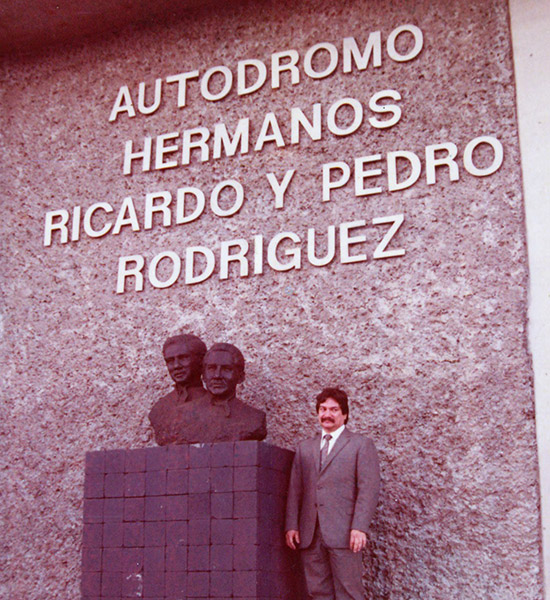 AUTODROMO
HERMANOS
RICARDO Y PEDRO
RODRIGUEZ